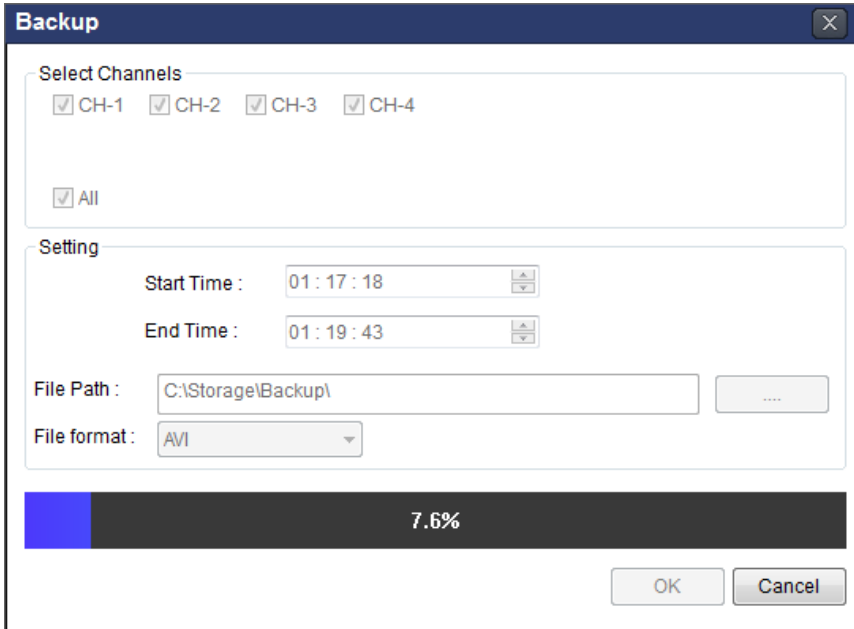 Backup
Select Channels
CH-1 CH-2 CH-3 CH-4
All
Setting
Start Time : 01 : 17 : 18
End Time : 01 : 19 : 43
File Path : C:\Storage\Backup\ ....
File format : AVI
7.6%
OK Cancel